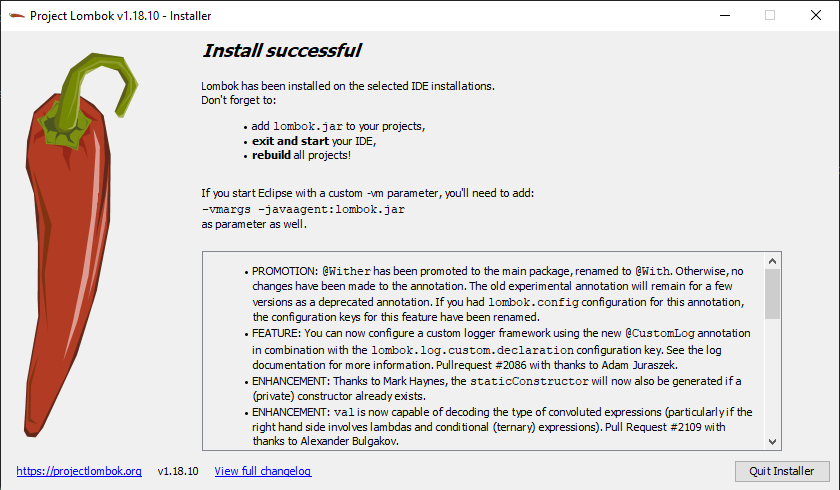 Project Lombok v1.18.10 - Installer
Install successful
Lombok has been installed on the selected IDE installations.
Don't forget to:
• add lombok.jar to your projects,
• exit and start your IDE,
• rebuild all projects!
If you start Eclipse with a custom -vm parameter, you'll need to add:
-vmargs -javaagent:lombok.jar
as parameter as well.
• PROMOTION: @Wither has been promoted to the main package, renamed to @With. Otherwise, no
changes have been made to the annotation. The old experimental annotation will remain for a few
versions as a deprecated annotation. If you had lombok.config configuration for this annotation,
the configuration keys for this feature have been renamed.
• FEATURE: You can now configure a custom logger framework using the new @CustomLog annotation
in combination with the lombok.log.custom.declaration configuration key. See the log
documentation for more information. Pullrequest #2086 with thanks to Adam Juraszek.
• ENHANCEMENT: Thanks to Mark Haynes, the staticConstructor will now also be generated if a
(private) constructor already exists.
• ENHANCEMENT: val is now capable of decoding the type of convoluted expressions (particularly if the
right hand side involves lambdas and conditional (ternary) expressions). Pull Request #2109 with
thanks to Alexander Bulgakov.
https://projectlombok.org v1.18.10 View full changelog Quit Installer